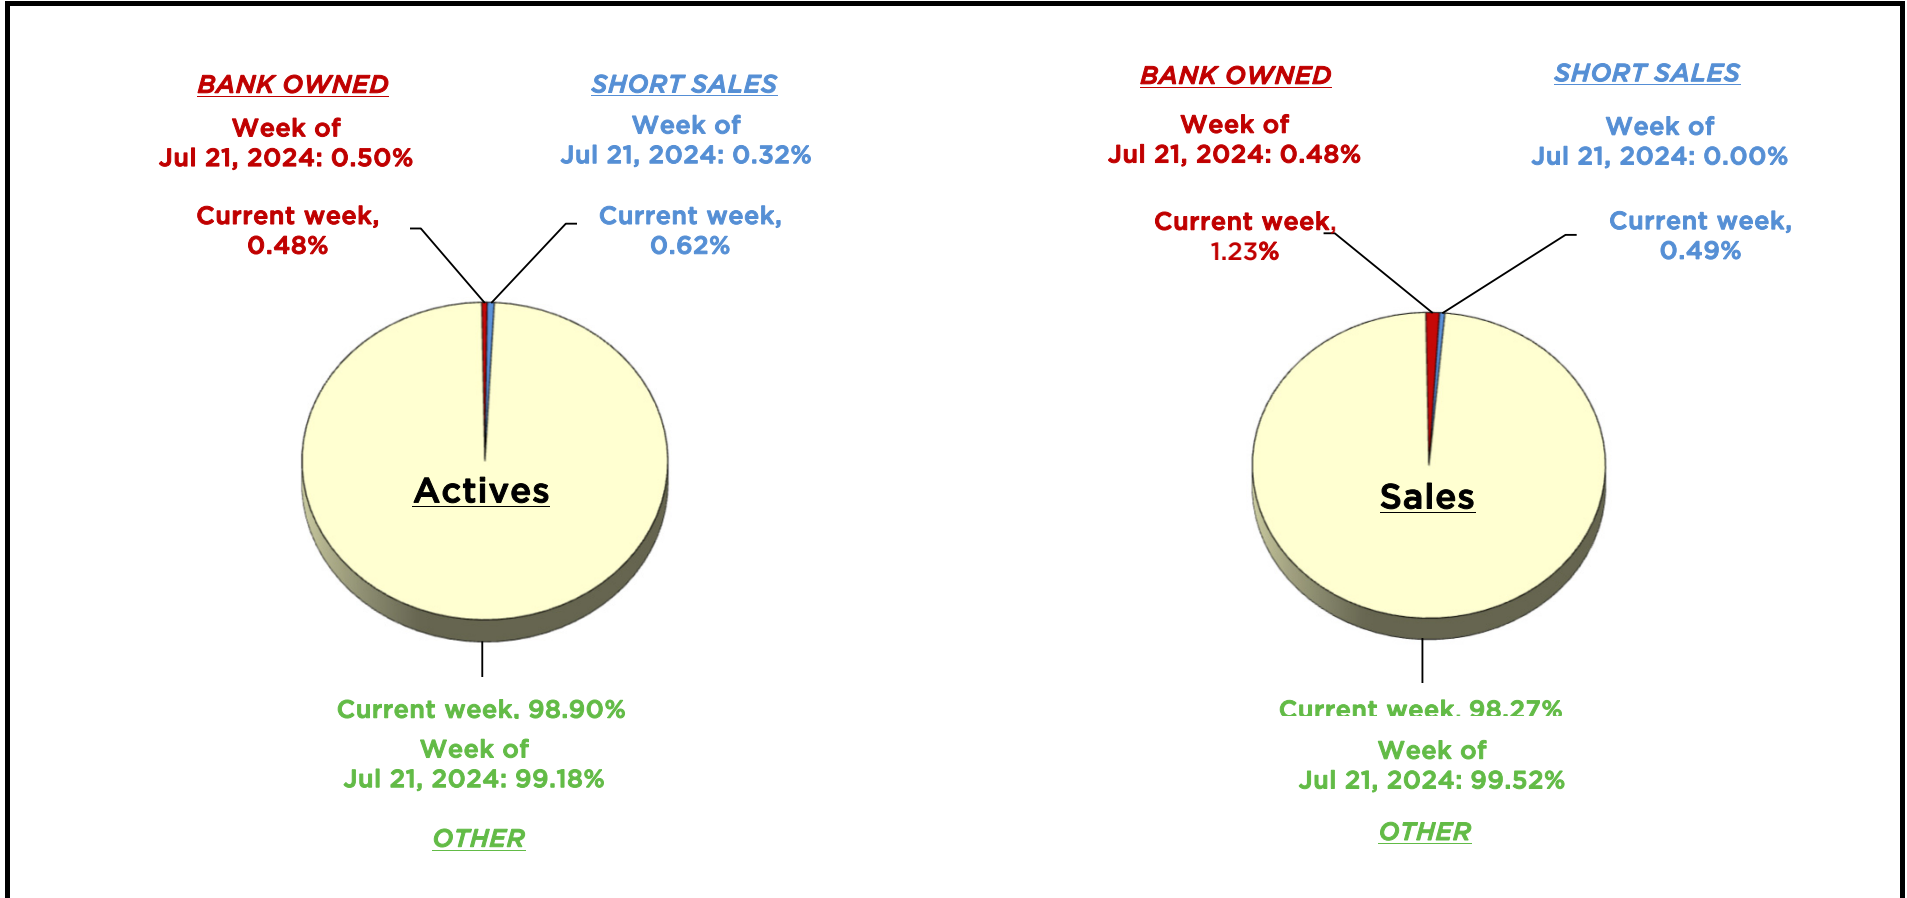 BANK OWNED
Week of
Jul 21, 2024: 0.50%
Current week,
0.48%
SHORT SALES
Week of
Jul 21, 2024: 0.32%
Current week,
0.62%
Actives
Current week, 98.90%
Week of
Jul 21, 2024: 99.18%
OTHER
BANK OWNED
Week of
Jul 21, 2024: 0.48%
Current week,
1.23%
SHORT SALES
Week of
Jul 21, 2024: 0.00%
Current week,
0.49%
Sales
Current week, 98.27%
Week of
Jul 21, 2024: 99.52%
OTHER